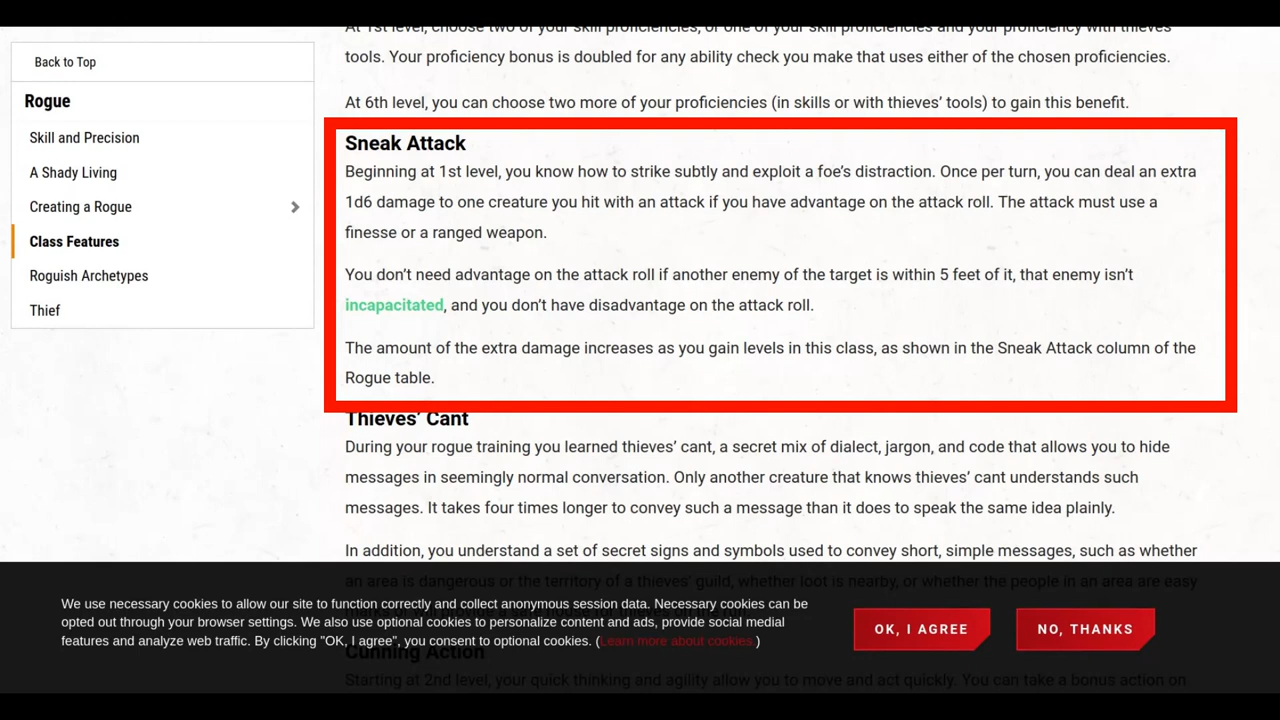 At 1st level, choose two of your skill proficiencies, or one of your skill proficiencies and your proficiency with thieves'
Back to Top
tools. Your proficiency bonus is doubled for any ability check you make that uses either of the chosen proficiencies.
Rogue
At 6th level, you can choose two more of your proficiencies (in skills or with thieves' tools) to gain this benefit.
Skill and Precision
A Shady Living
Creating a Rogue
Class Features
Roguish Archetypes
Thief
Sneak Attack
Beginning at 1st level, you know how to strike subtly and exploit a foe's distraction. Once per turn, you can deal an extra
1d6 damage to one creature you hit with an attack if you have advantage on the attack roll. The attack must use a
finesse or a ranged weapon.
You don't need advantage on the attack roll if another enemy of the target is within 5 feet of it, that enemy isn't
incapacitated, and you don't have disadvantage on the attack roll.
The amount of the extra damage increases as you gain levels in this class, as shown in the Sneak Attack column of the
Rogue table.
Thieves' Cant
During your rogue training you learned thieves' cant, a secret mix of dialect, jargon, and code that allows you to hide
messages in seemingly normal conversation. Only another creature that knows thieves' cant understands such
messages. It takes four times longer to convey such a message than it does to speak the same idea plainly.
In addition, you understand a set of secret signs and symbols used to convey short, simple messages, such as whether
an area is dangerous or the territory of a thieves' guild, whether loot is nearby, or whether the people in an area are easy
We use necessary cookies to allow our site to function correctly and collect anonymous session data. Necessary cookies can be
opted out through your browser settings. We also use optional cookies to personalize content and ads, provide social medial
features and analyze web traffic. By clicking "OK, I agree", you consent to optional cookies. (Learn more about cookies.)
OK, I AGREE
NO, THANKS
Cunning Action
Starting at 2nd level, your quick thinking and agility allow you to move and act quickly. You can take a bonus action on